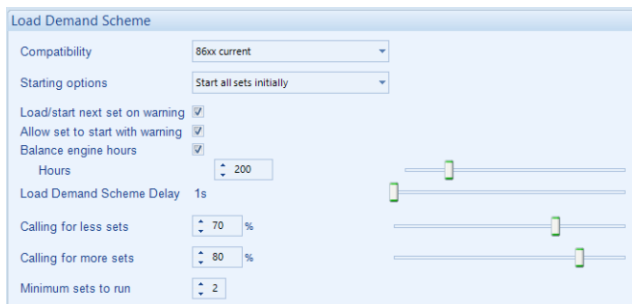 Load Demand Scheme
Compatibility 86xx current
Starting options Start all sets initially
Load/start next set on warning
Allow set to start with warning
Balance engine hours
Hours 200
Load Demand Scheme Delay 1s
Calling for less sets 70 %
Calling for more sets 80 %
Minimum sets to run 2